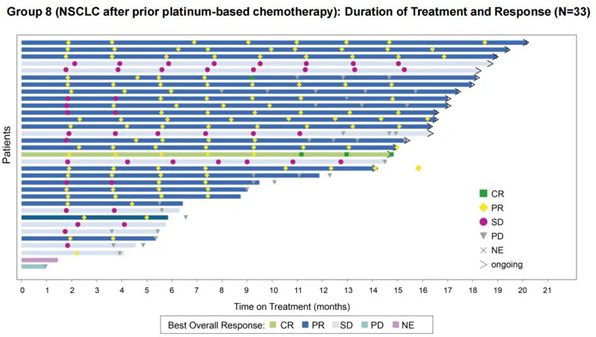 Group 8 (NSCLC after prior platinum-based chemotherapy): Duration of Treatment and Response (N=33)
Patients
CR
PR
SD
PD
NE
ongoing
0 1 2 3 4 5 6 7 8 9 10 11 12 13 14 15 16 17 18 19 20 21
Time on Treatment (months)
Best Overall Response: CR PR SD PD NE